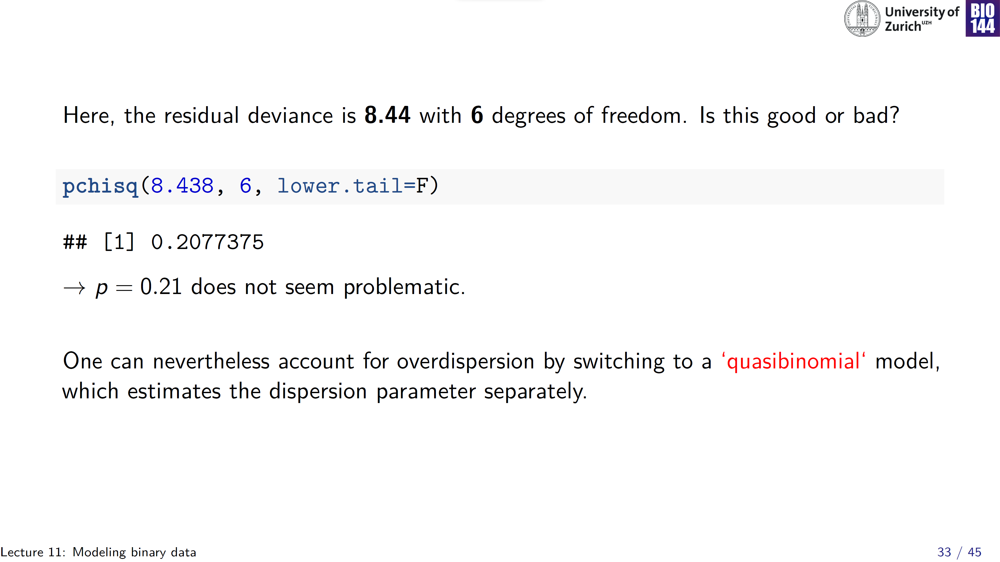 University of
Zurich UZH
BIO
144
Here, the residual deviance is 8.44 with 6 degrees of freedom. Is this good or bad?
pchisq(8.438, 6, lower.tail=F)
## [1] 0.2077375
→ p = 0.21 does not seem problematic.
One can nevertheless account for overdispersion by switching to a ‘quasibinomial‘ model,
which estimates the dispersion parameter separately.
Lecture 11: Modeling binary data
33 / 45